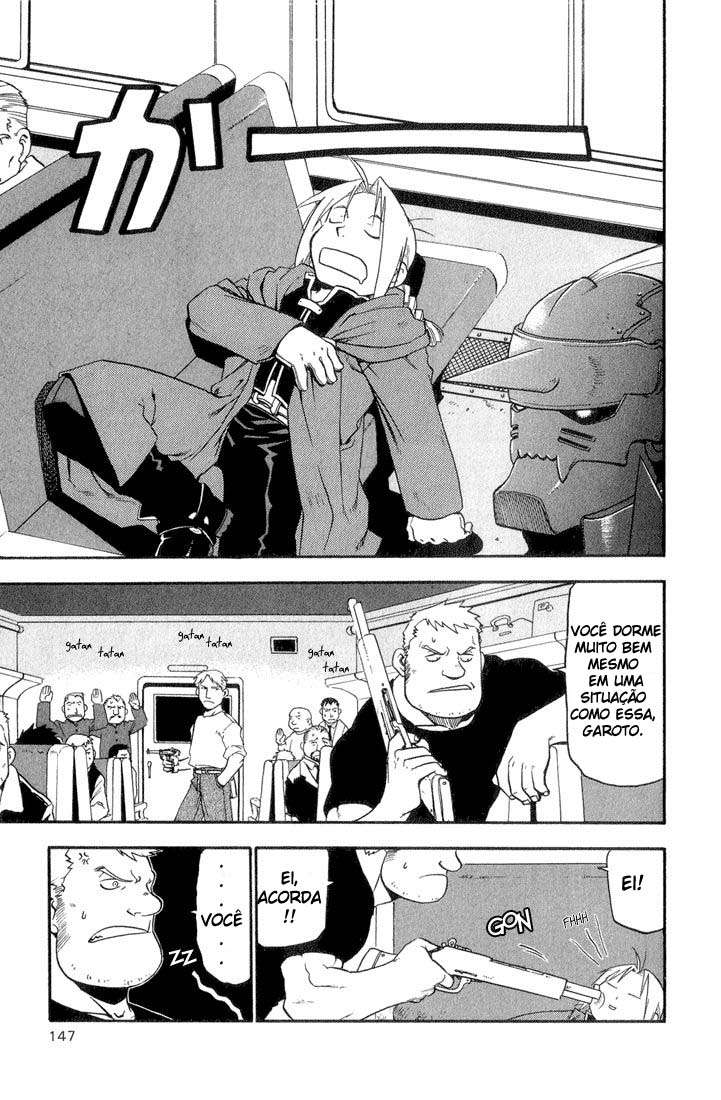 がー
VOCÊ DORME
MUITO BEM
MESMO
EM UMA
SITUAÇÃO
COMO ESSA,
GAROTO.
gatan
tatan
gatan
tatan
gatan
tatan
EI!
FHHH
GON
EI,
ACORDA
!!
......
VOCÊ
......
ZZ
147